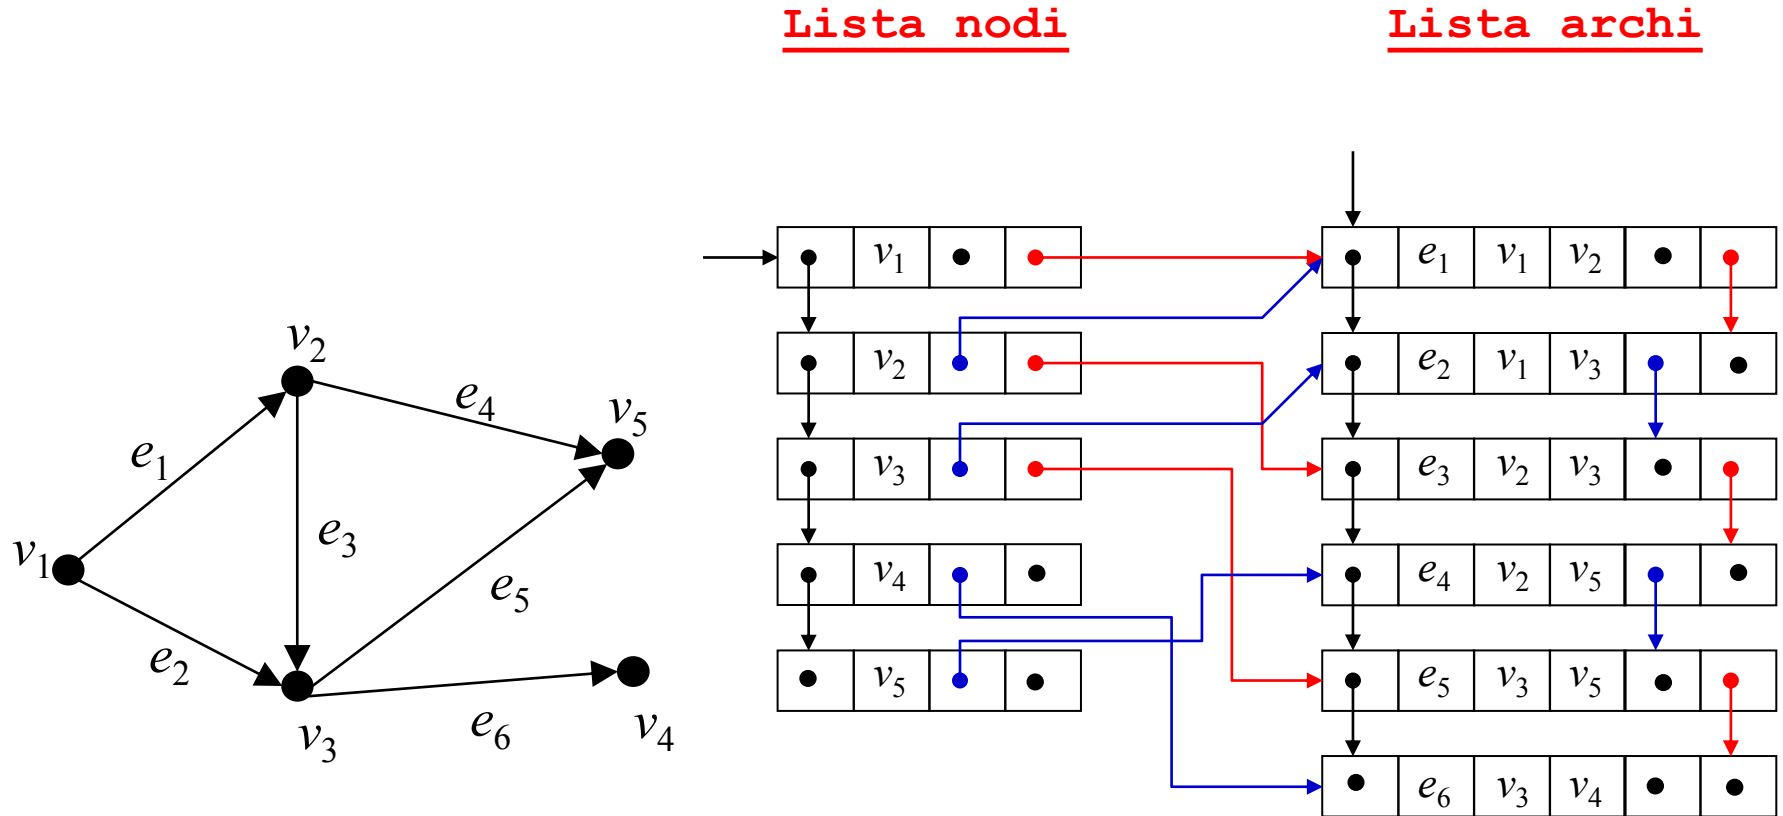 Lista nodi
Lista archi
v1
e1 v1 v2
v2
e2 v1 v3
v3
e3 v2 v3
v4
e4 v2 v5
v5
e5 v3 v5
e6 v3 v4
v2
e4
v5
e1
e3
v1
e5
e2
v3
e6
v4